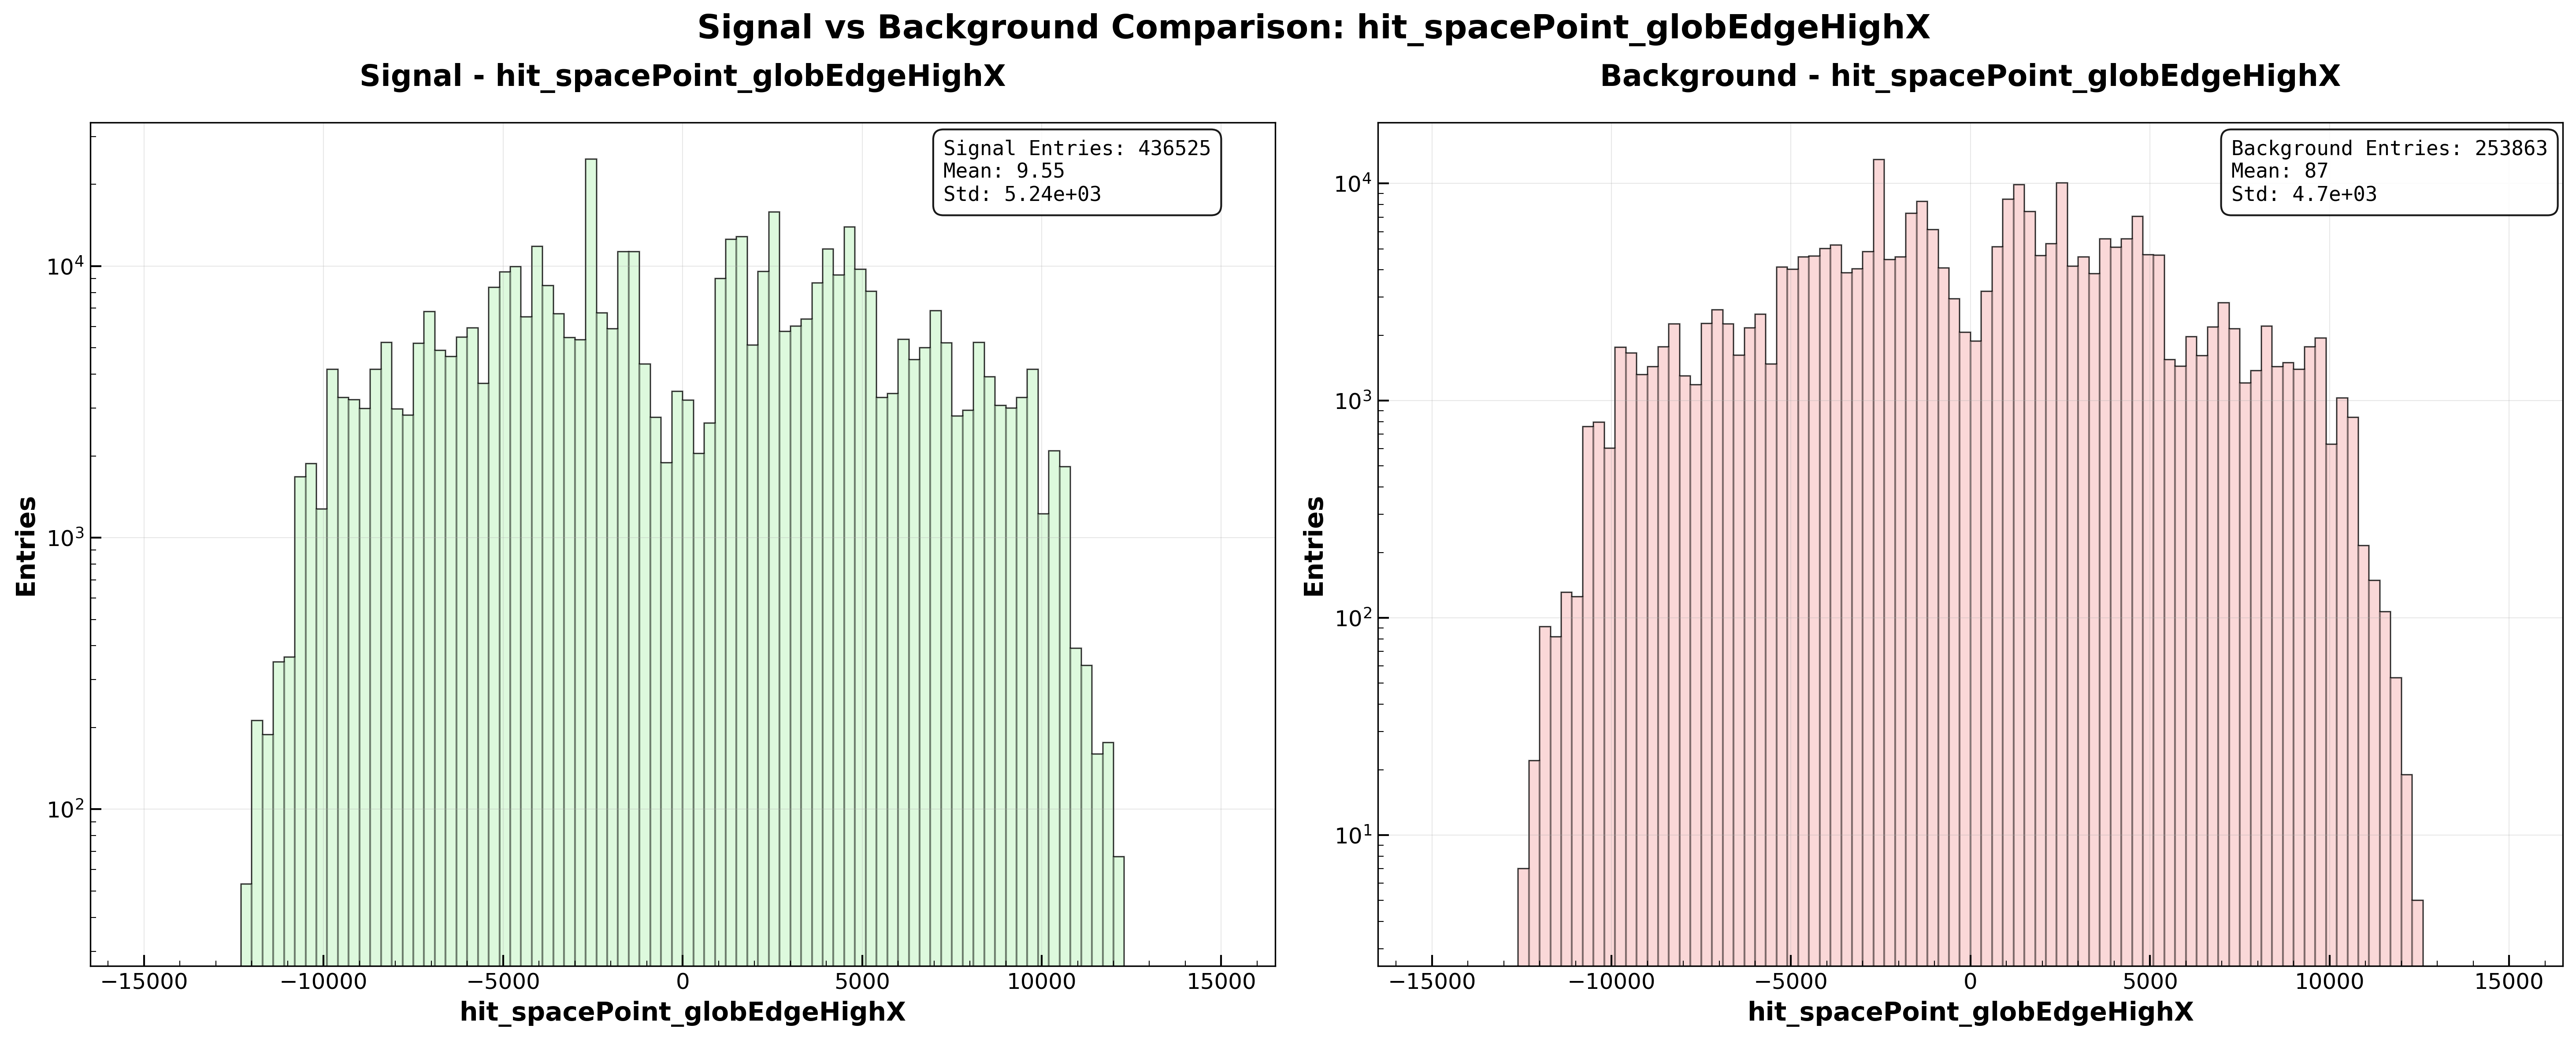 Signal vs Background Comparison: hit_spacePoint_globEdgeHighX
Signal - hit_spacePoint_globEdgeHighX
Signal Entries: 436525
Mean: 9.55
Std: 5.24e+03
Entries
10⁴
10³
10²
−15000 −10000 −5000 0 5000 10000 15000
hit_spacePoint_globEdgeHighX
Background - hit_spacePoint_globEdgeHighX
Background Entries: 253863
Mean: 87
Std: 4.7e+03
Entries
10⁴
10³
10²
10¹
−15000 −10000 −5000 0 5000 10000 15000
hit_spacePoint_globEdgeHighX